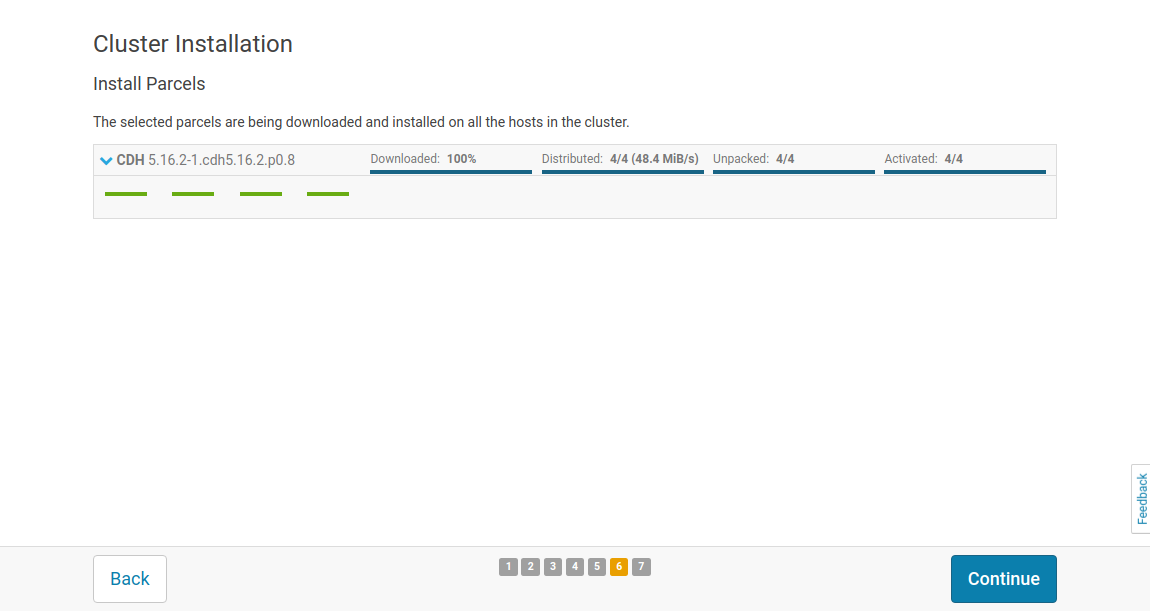 Cluster Installation
Install Parcels
The selected parcels are being downloaded and installed on all the hosts in the cluster.
CDH 5.16.2-1.cdh5.16.2.p0.8 Downloaded: 100% Distributed: 4/4 (48.4 MiB/s) Unpacked: 4/4 Activated: 4/4
Feedback
Back 1 2 3 4 5 6 7 Continue